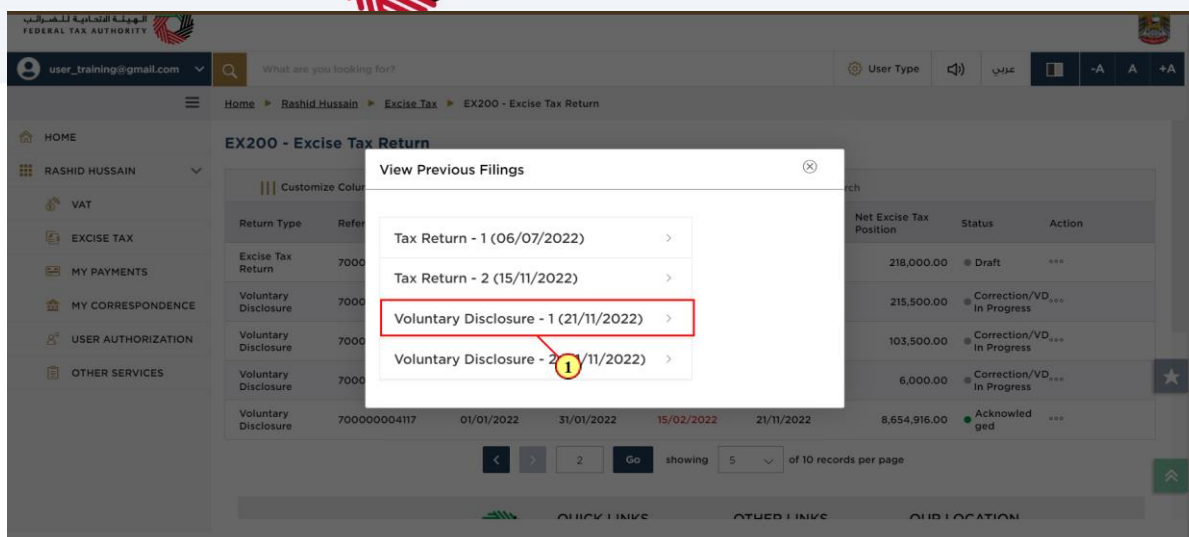 الهيئة الاتحادية للضرائب
FEDERAL TAX AUTHORITY
user_training@gmail.com
What are you looking for?
User Type
عربي
-A
A
+A
Home ▶ Rashid Hussain ▶ Excise Tax ▶ EX200 - Excise Tax Return
HOME
RASHID HUSSAIN
VAT
EXCISE TAX
MY PAYMENTS
MY CORRESPONDENCE
USER AUTHORIZATION
OTHER SERVICES
EX200 - Excise Tax Return
View Previous Filings
Tax Return - 1 (06/07/2022)
Tax Return - 2 (15/11/2022)
Voluntary Disclosure - 1 (21/11/2022)
Voluntary Disclosure - 2 /11/2022)
1
Customize
Return Type
Net Excise Tax Position
Status
Action
Excise Tax Return 7000 218,000.00 Draft
Voluntary Disclosure 7000 215,500.00 Correction/VD In Progress
Voluntary Disclosure 7000 103,500.00 Correction/VD In Progress
Voluntary Disclosure 7000 6,000.00 Correction/VD In Progress
Voluntary Disclosure 700000004117 01/01/2022 31/01/2022 15/02/2022 21/11/2022 8,654,916.00 Acknowledged
< > 2 Go showing 5 of 10 records per page
QUICK LINKS
OTHER LINKS
OUR LOCATION